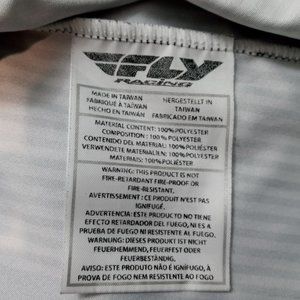 FLY
RACING
MADE IN TAIWAN
FABRIQUÉ À TAÏWAN
HECHO EN TAIWAN
HERGESTELLT IN
TAIWAN
FABRICADO EM TAIWAN
MATERIAL CONTENT: 100% POLYESTER
COMPOSITION : 100% POLYESTER
CONTENIDO DEL MATERIAL: 100% POLYESTER
VERWENDETE MATERIALIEN: 100% POLYESTER
MATERIAIS: 100% POLIÉSTER
WARNING: THIS PRODUCT IS NOT
FIRE-RETARDANT FIRE-PROOF OR
FIRE-RESISTANT.
AVERTISSEMENT : CE PRODUIT N'EST PAS
IGNIFUGÉ.
ADVERTENCIA: ESTE PRODUCTO NO TIENE
EFECTO RETARDADOR DEL FUEGO, NI ES A
PRUEBA DE FUEGO NI RESISTENTE AL FUEGO.
WARNUNG: DIESES PRODUKT IST NICHT
FEUERHEMMEND, FEUERFEST ODER
FEUERBESTÄNDIG.
AVISO: ESTE PRODUTO NÃO É IGNÍFUGO, À
PROVA DE FOGO NEM RESISTENTE AO FOGO